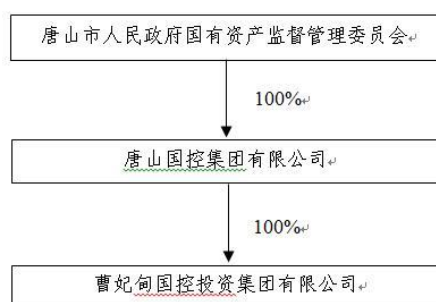 唐山市人民政府国有资产监督管理委员会
100%
唐山国控集团有限公司
100%
曹妃甸国控投资集团有限公司